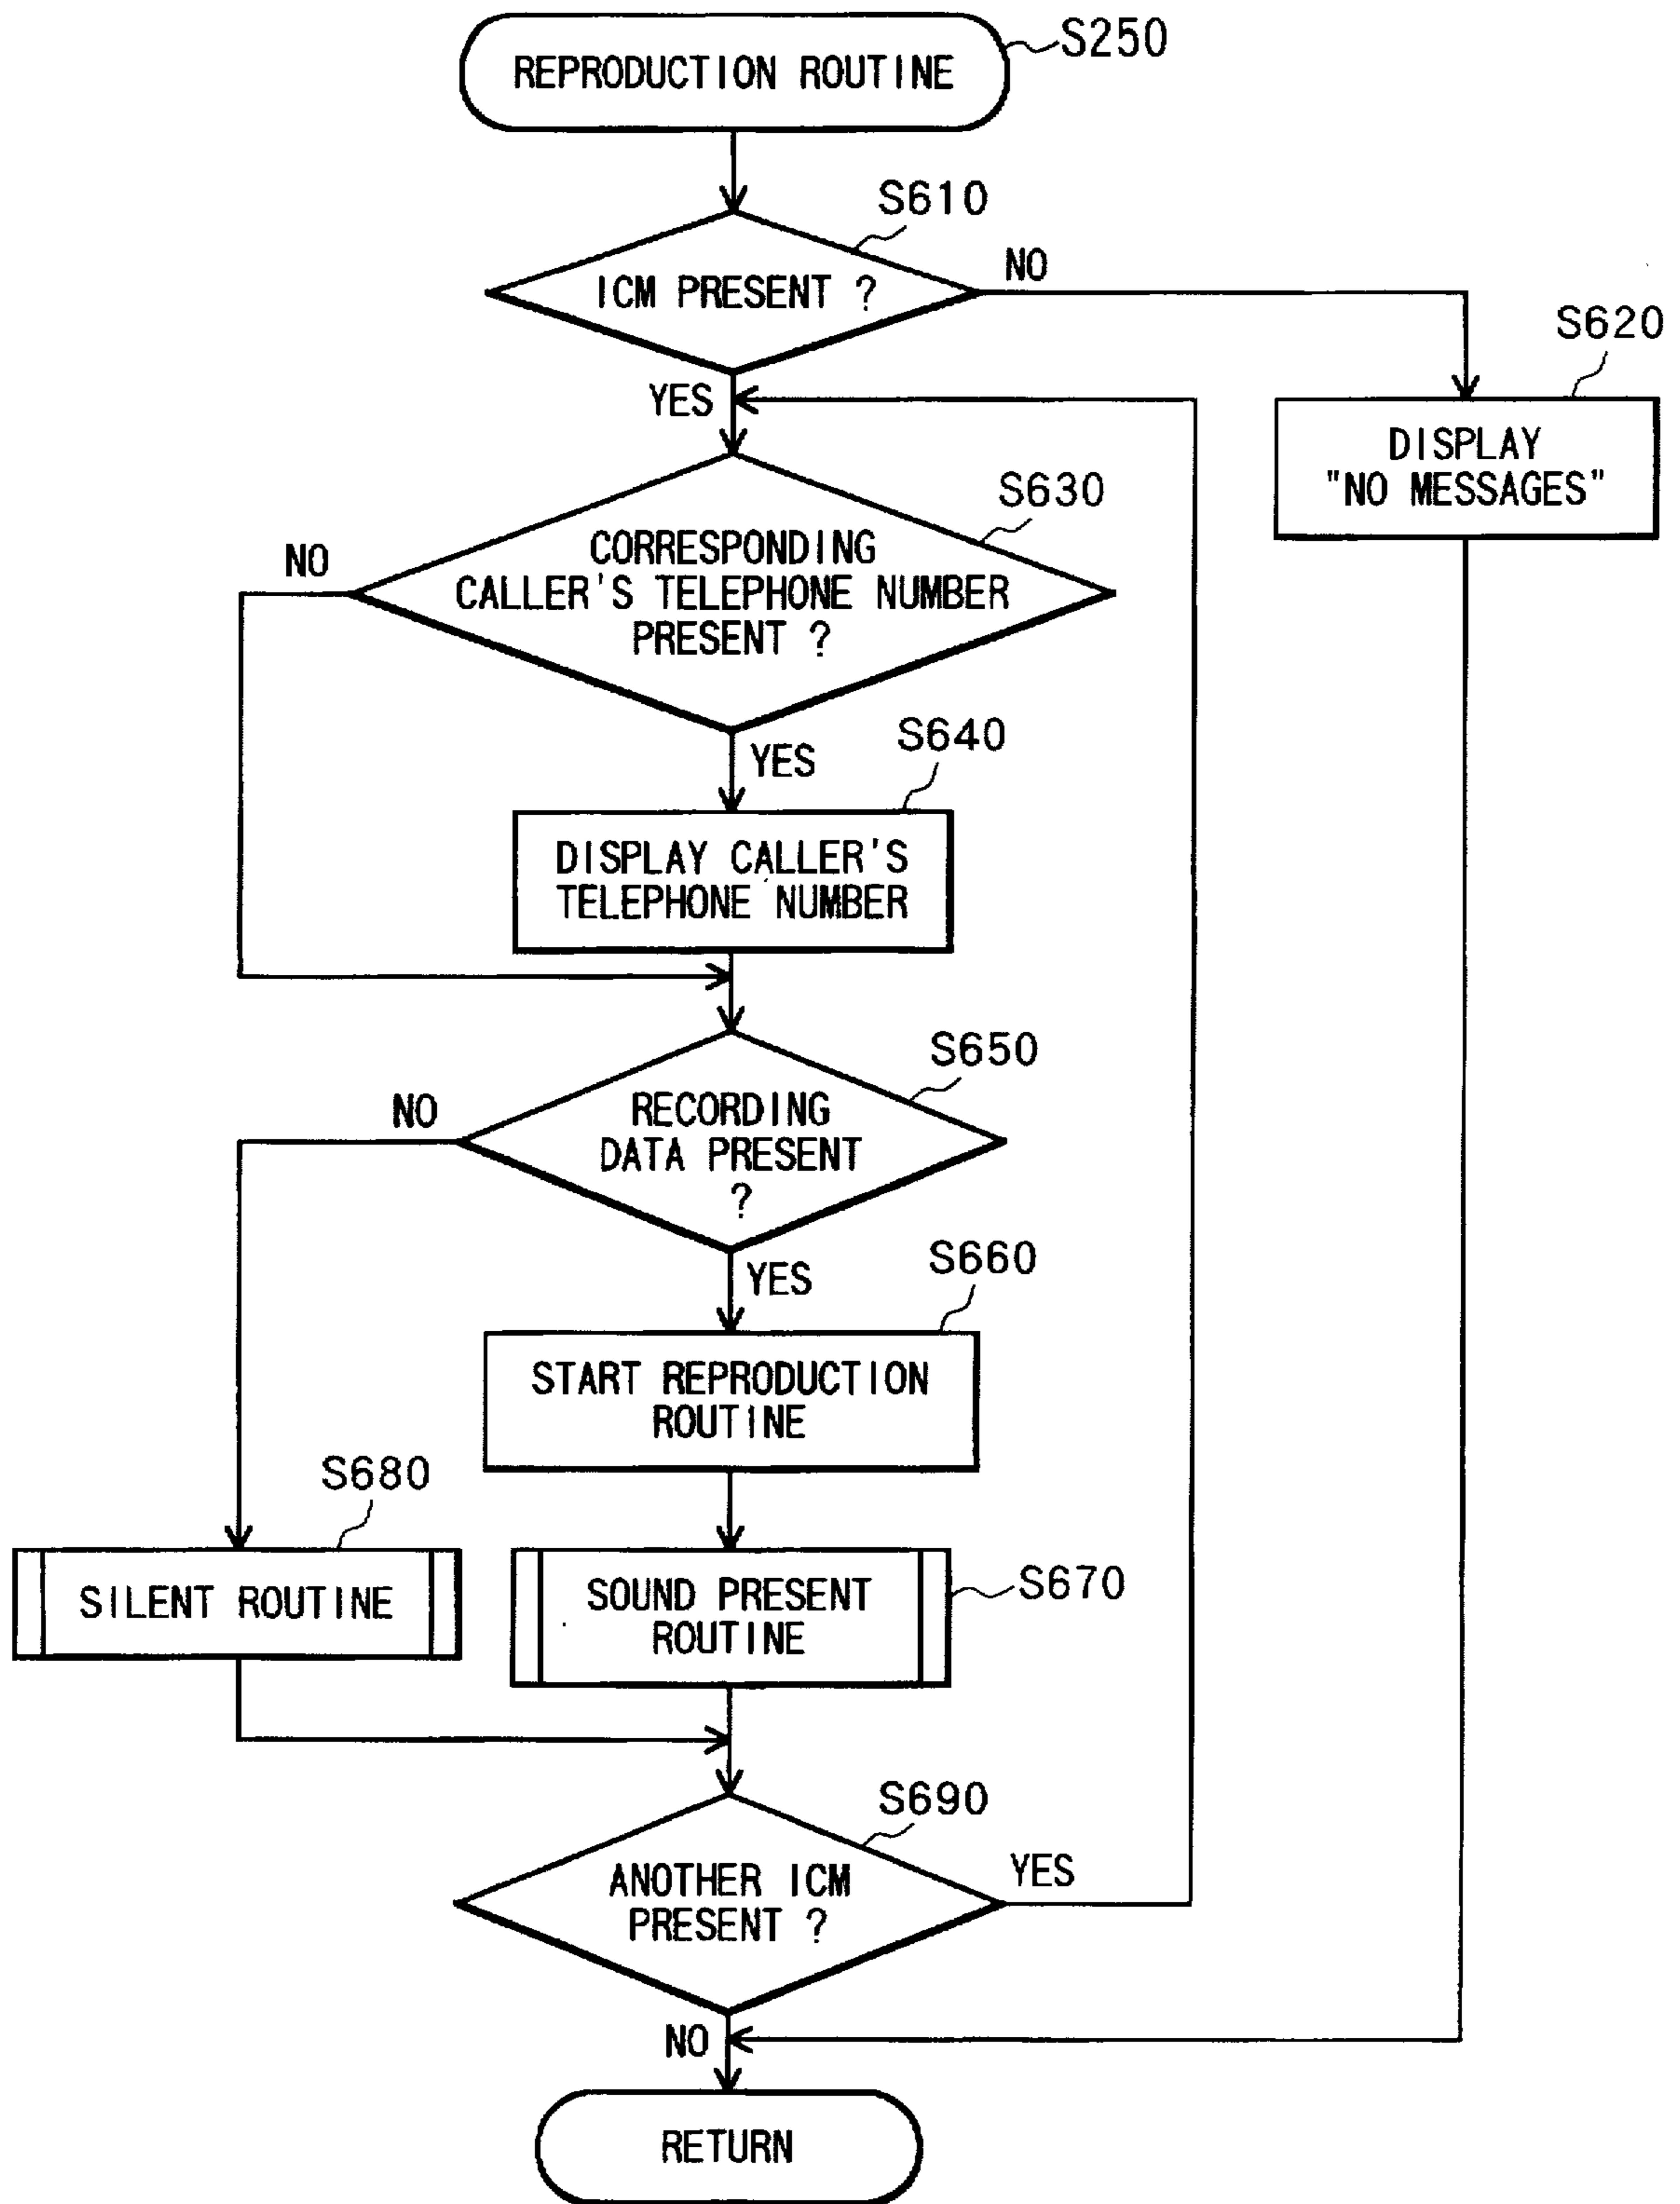 REPRODUCTION ROUTINE
S250
S610
ICM PRESENT ?
NO
S620
YES
DISPLAY
"NO MESSAGES"
S630
NO
CORRESPONDING
CALLER'S TELEPHONE NUMBER
PRESENT ?
S640
YES
DISPLAY CALLER'S
TELEPHONE NUMBER
S650
NO
RECORDING
DATA PRESENT
?
S660
YES
START REPRODUCTION
ROUTINE
S680
SILENT ROUTINE
SOUND PRESENT
ROUTINE
S670
S690
ANOTHER ICM
PRESENT ?
YES
NO
RETURN